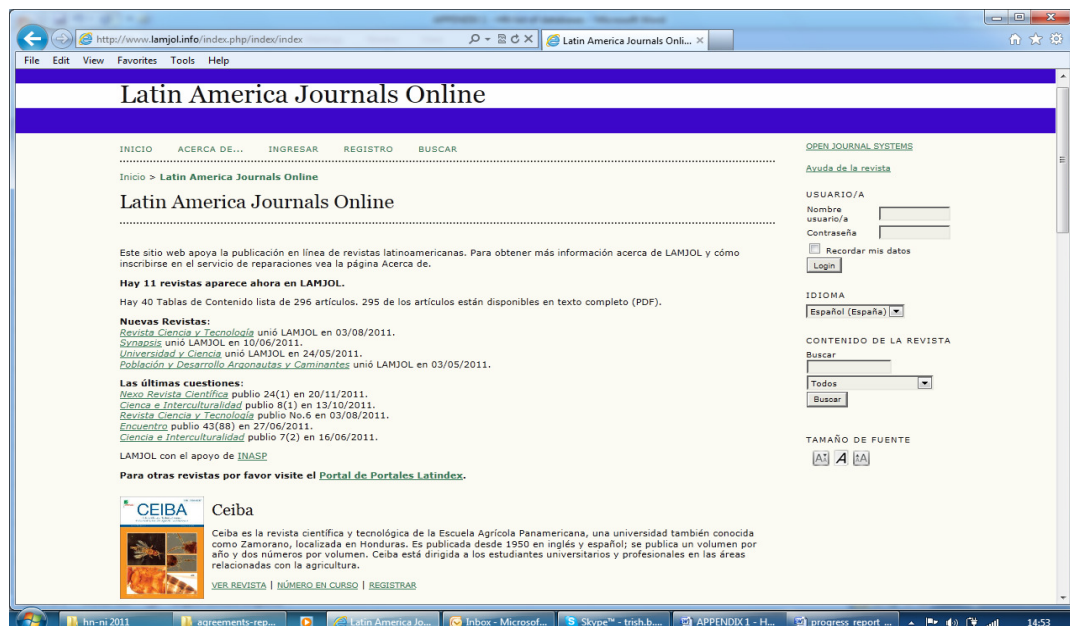 http://www.lamjol.info/index.php/index/index
Latin America Journals Onli...
File Edit View Favorites Tools Help
Latin America Journals Online
INICIO ACERCA DE... INGRESAR REGISTRO BUSCAR
Inicio > Latin America Journals Online
Latin America Journals Online
Este sitio web apoya la publicación en línea de revistas latinoamericanas. Para obtener más información acerca de LAMJOL y cómo
inscribirse en el servicio de reparaciones vea la página Acerca de.
Hay 11 revistas aparece ahora en LAMJOL.
Hay 40 Tablas de Contenido lista de 296 artículos. 295 de los artículos están disponibles en texto completo (PDF).
Nuevas Revistas:
Revista Ciencia y Tecnología unió LAMJOL en 03/08/2011.
Synapsis unió LAMJOL en 10/06/2011.
Universidad y Ciencia unió LAMJOL en 24/05/2011.
Población y Desarrollo Argonautas y Caminantes unió LAMJOL en 03/05/2011.
Las últimas cuestiones:
Nexo Revista Científica publio 24(1) en 20/11/2011.
Cienca e Interculturalidad publio 8(1) en 13/10/2011.
Revista Ciencia y Tecnología publio No.6 en 03/08/2011.
Encuentro publio 43(88) en 27/06/2011.
Ciencia e Interculturalidad publio 7(2) en 16/06/2011.
LAMJOL con el apoyo de INASP
Para otras revistas por favor visite el Portal de Portales Latindex.
CEIBA
Ceiba
Ceiba es la revista científica y tecnológica de la Escuela Agrícola Panamericana, una universidad también conocida
como Zamorano, localizada en Honduras. Es publicada desde 1950 en inglés y español; se publica un volumen por
año y dos números por volumen. Ceiba está dirigida a los estudiantes universitarios y profesionales en las áreas
relacionadas con la agricultura.
VER REVISTA | NÚMERO EN CURSO | REGISTRAR
OPEN JOURNAL SYSTEMS
Ayuda de la revista
USUARIO/A
Nombre
usuario/a
Contraseña
Recordar mis datos
Login
IDIOMA
Español (España)
CONTENIDO DE LA REVISTA
Buscar
Todos
Buscar
TAMAÑO DE FUENTE
A A A
hn-ni 2011 agreements-rep... Latin America Jo... Inbox - Microsof... Skype™ - trish.b... APPENDIX 1 - H... progress report ... 14:53